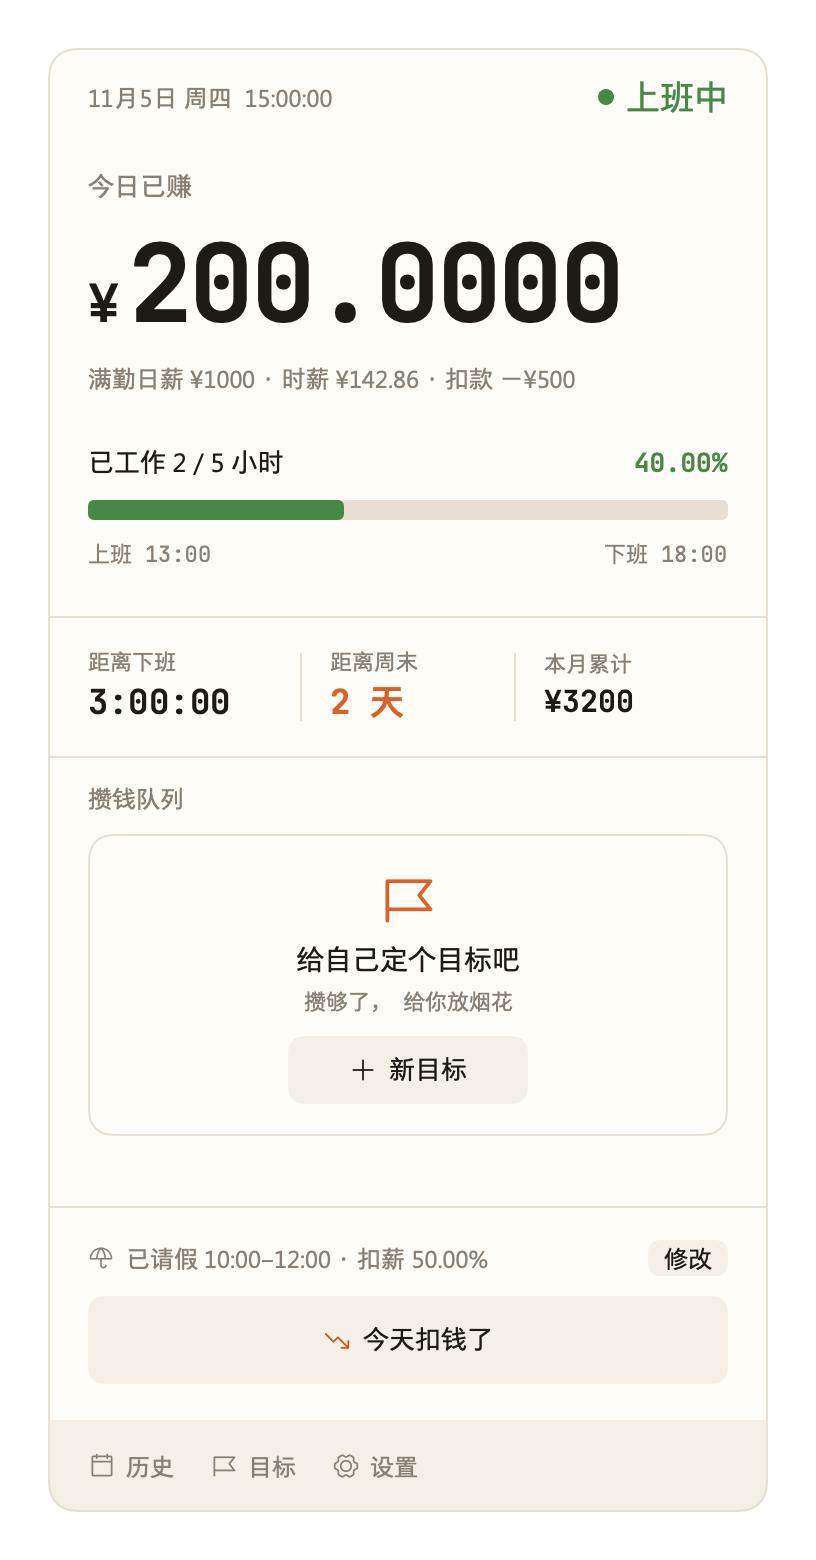 11月5日 周四 15:00:00
上班中
今日已赚
¥200.0000
满勤日薪 ¥1000 · 时薪 ¥142.86 · 扣款 −¥500
已工作 2 / 5 小时
40.00%
上班 13:00
下班 18:00
距离下班
3:00:00
距离周末
2 天
本月累计
¥3200
攒钱队列
给自己定个目标吧
攒够了， 给你放烟花
新目标
已请假 10:00–12:00 · 扣薪 50.00%
修改
今天扣钱了
历史
目标
设置